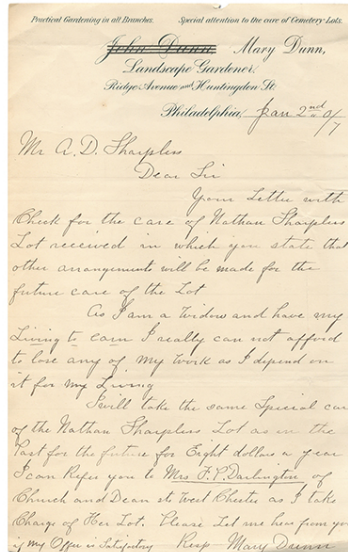 Practical Gardening in all Branches. Special attention to the care of Cemetery Lots.
John Dunn Mary Dunn,
Landscape Gardener,
Ridge Avenue and Huntingdon St.
Philadelphia, Jan 2nd 0/7
Mr A. D. Sharpless
Dear Sir
Your Letter with
Check for the care of Nathan Sharpless
Lot received in which you state that
other arrangements will be made for the
future care of the Lot
As I am a Widow and have my
Living to earn I really can not afford
to lose any of my work as I depend on
it for my Living
I will take the same Special care
of the Nathan Sharpless Lot as in the
Past for the future for Eight dollars a year
I can Refer you to Mrs F. P. Darlington of
Church and Dean st West Chester as I take
Charge of Her Lot. Please Let me hear from you
if my Offer is Satisfactory Resp- Mary Dunn